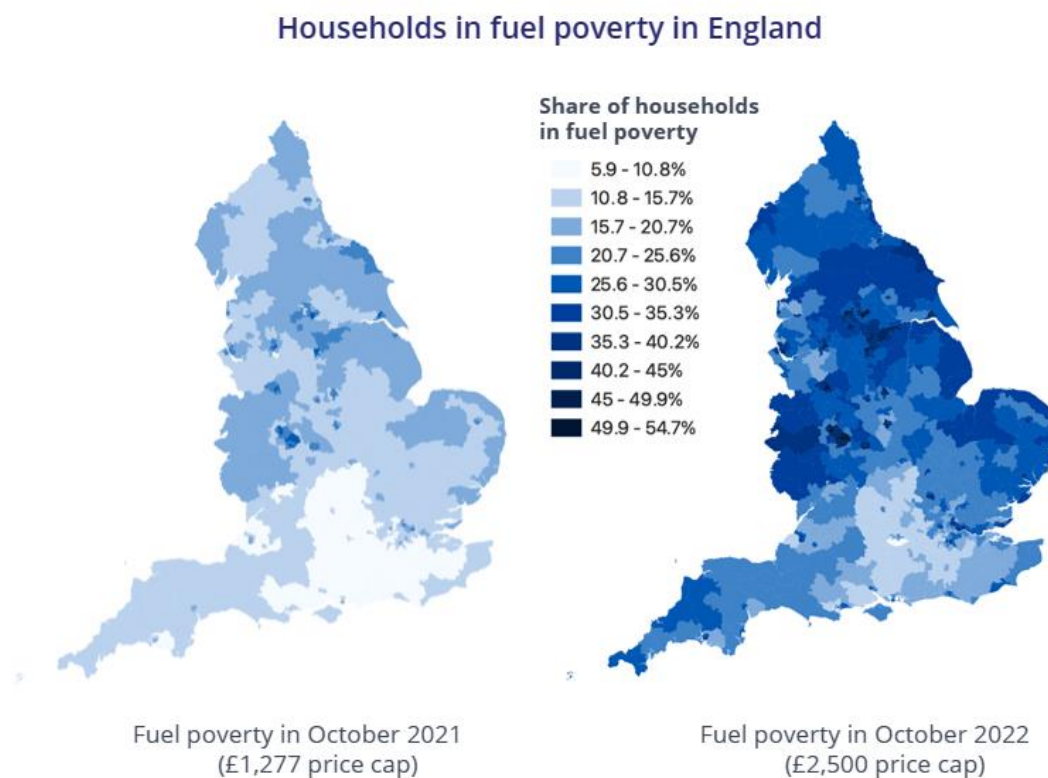 Households in fuel poverty in England
Share of households
in fuel poverty
5.9 - 10.8%
10.8 - 15.7%
15.7 - 20.7%
20.7 - 25.6%
25.6 - 30.5%
30.5 - 35.3%
35.3 - 40.2%
40.2 - 45%
45 - 49.9%
49.9 - 54.7%
Fuel poverty in October 2021
(£1,277 price cap)
Fuel poverty in October 2022
(£2,500 price cap)